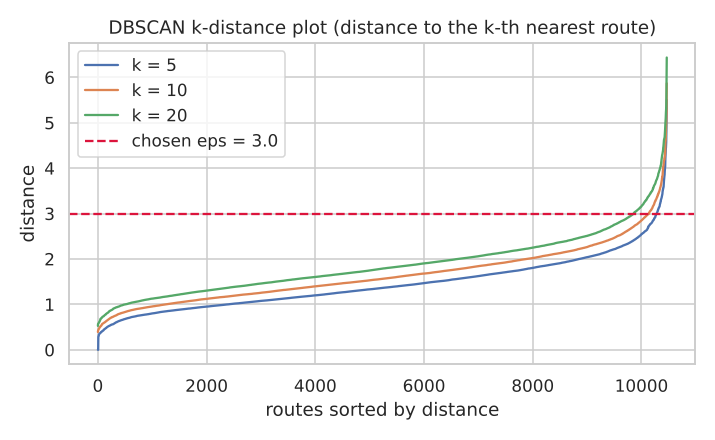 DBSCAN k-distance plot (distance to the k-th nearest route)
k = 5
k = 10
k = 20
chosen eps = 3.0
distance
6
5
4
3
2
1
0
0 2000 4000 6000 8000 10000
routes sorted by distance